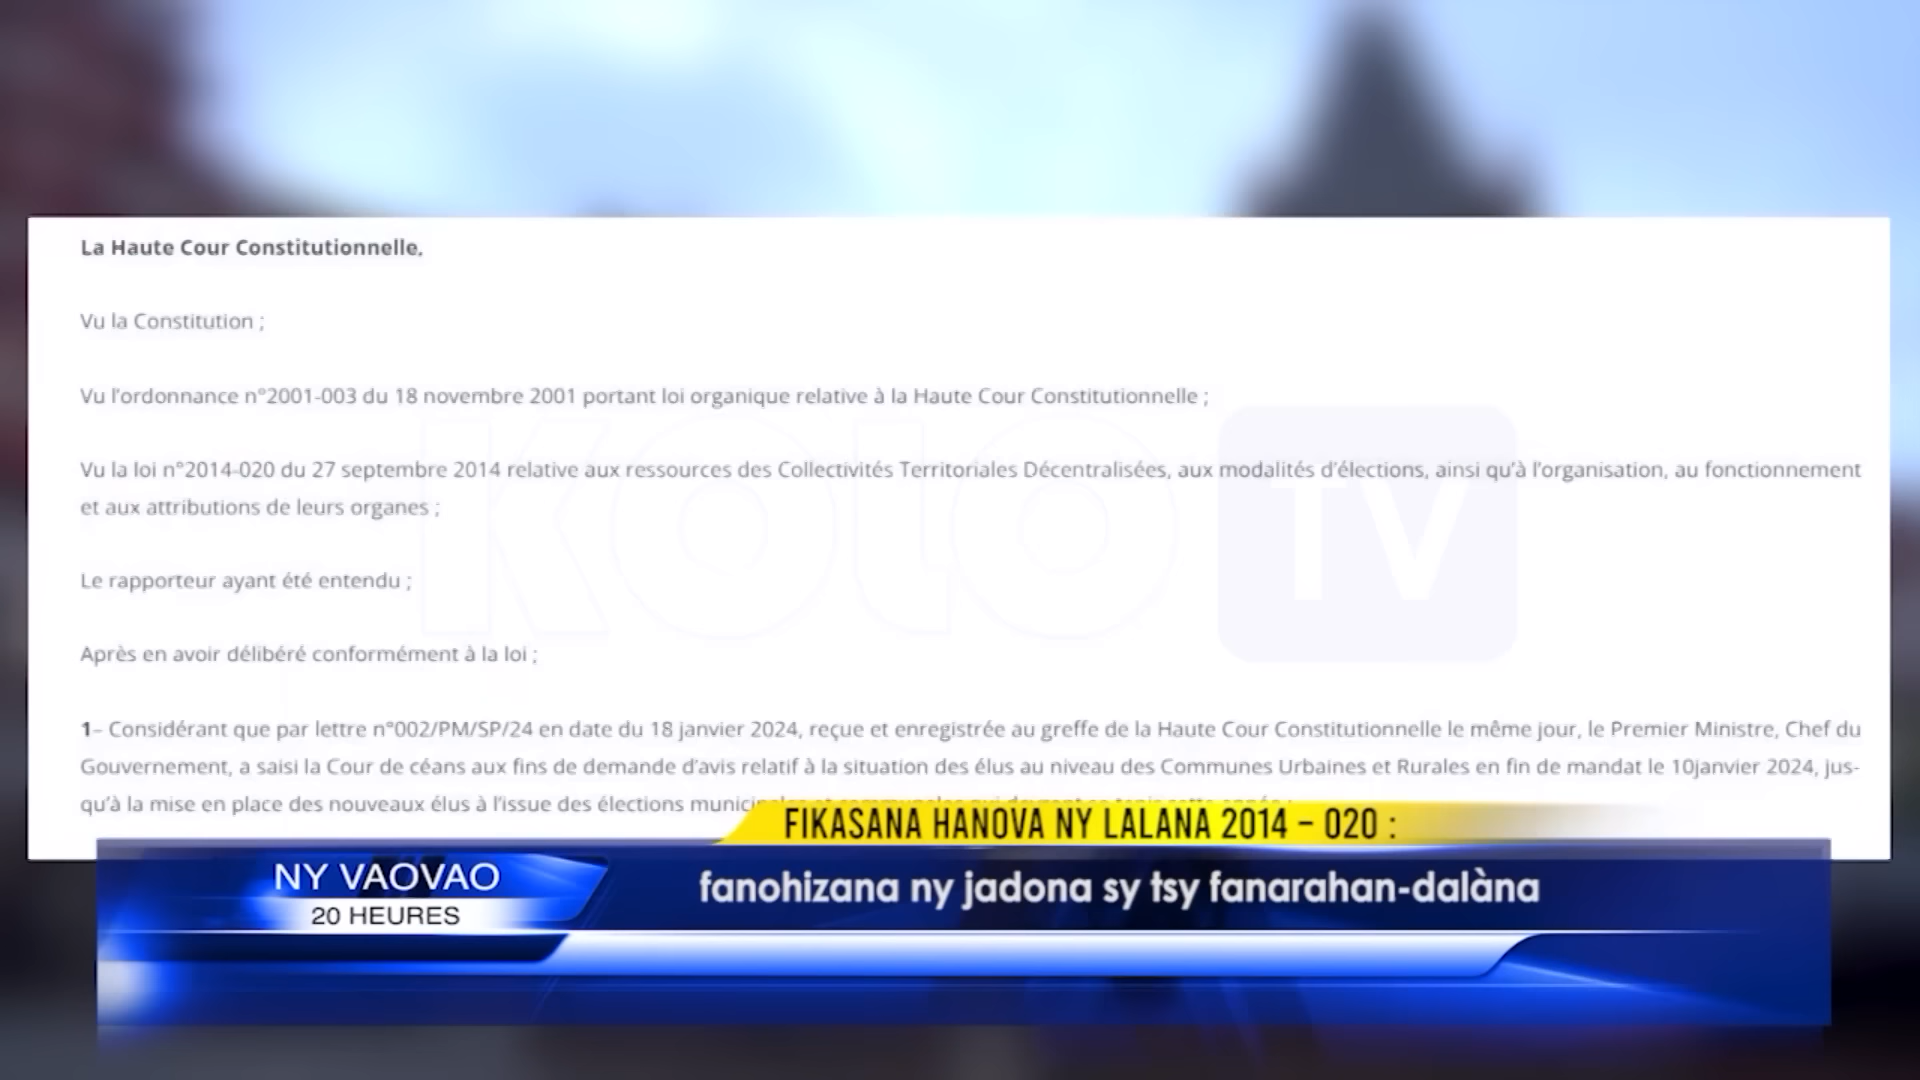 La Haute Cour Constitutionnelle,
Vu la Constitution ;
Vu l'ordonnance n°2001-003 du 18 novembre 2001 portant loi organique relative à la Haute Cour Constitutionnelle ;
Vu la loi n°2014-020 du 27 septembre 2014 relative aux ressources des Collectivités Territoriales Décentralisées, aux modalités d'élections, ainsi qu'à l'organisation, au fonctionnement
et aux attributions de leurs organes ;
KOLO TV
Le rapporteur ayant été entendu ;
Après en avoir délibéré conformément à la loi ;
1– Considérant que par lettre n°002/PM/SP/24 en date du 18 janvier 2024, reçue et enregistrée au greffe de la Haute Cour Constitutionnelle le même jour, le Premier Ministre, Chef du
Gouvernement, a saisi la Cour de céans aux fins de demande d'avis relatif à la situation des élus au niveau des Communes Urbaines et Rurales en fin de mandat le 10janvier 2024, jus-
qu'à la mise en place des nouveaux élus à l'issue des élections
FIKASANA HANOVA NY LALANA 2014 – 020 :
NY VAOVAO
20 HEURES
fanohizana ny jadona sy tsy fanarahan-dalàna